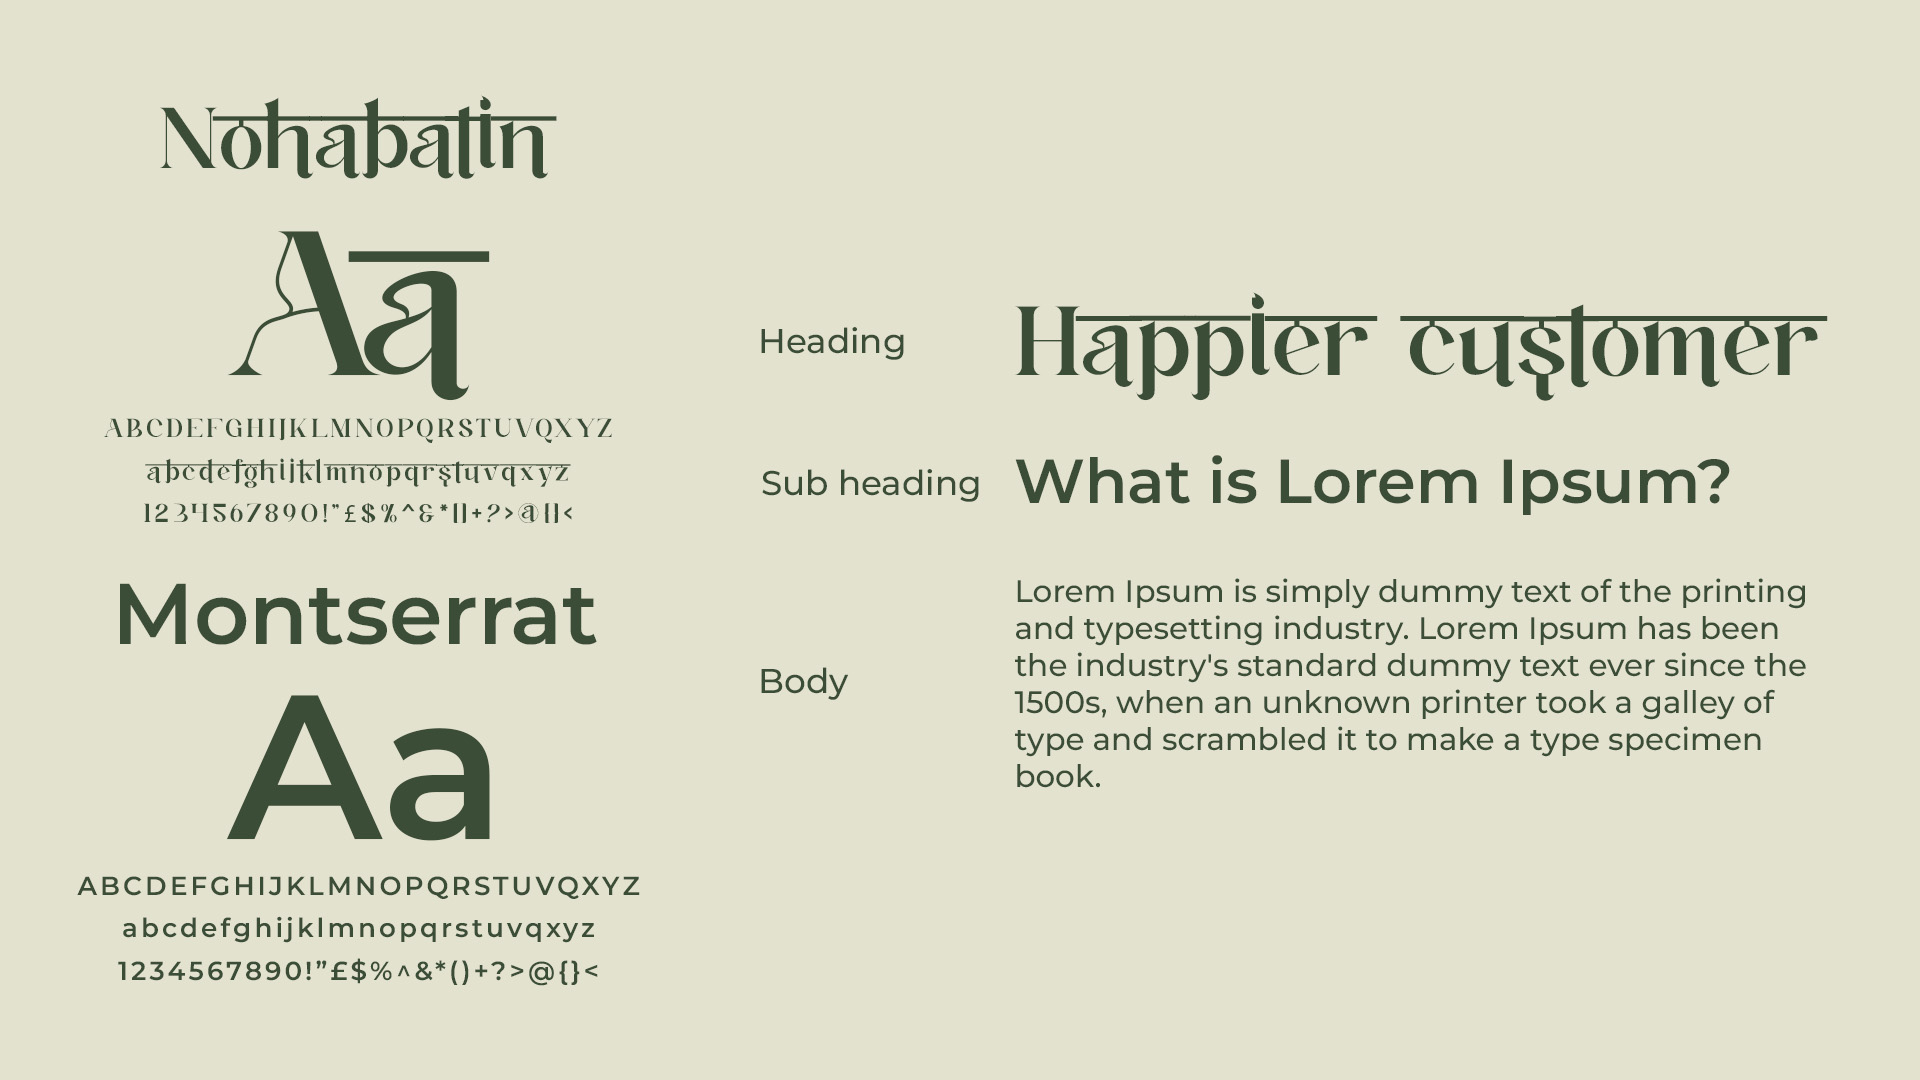 Nohabatin
Aa
ABCDEFGHIJKLMNOPQRSTUVQXYZ
abcdefghijklmnopqrstuvqxyz
1234567890!”£$%^&*[]+?>@{}<
Montserrat
Aa
ABCDEFGHIJKLMNOPQRSTUVQXYZ
abcdefghijklmnopqrstuvqxyz
1234567890!”£$%^&*()+?>@{}<
Heading
Happier customer
Sub heading
What is Lorem Ipsum?
Body
Lorem Ipsum is simply dummy text of the printing
and typesetting industry. Lorem Ipsum has been
the industry's standard dummy text ever since the
1500s, when an unknown printer took a galley of
type and scrambled it to make a type specimen
book.